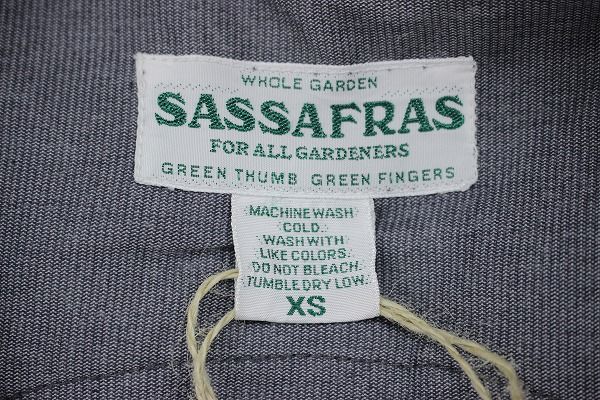 WHOLE GARDEN
SASSAFRAS
FOR ALL GARDENERS
GREEN THUMB GREEN FINGERS
MACHINE WASH
COLD.
WASH WITH
LIKE COLORS.
DO NOT BLEACH.
TUMBLE DRY LOW.
XS